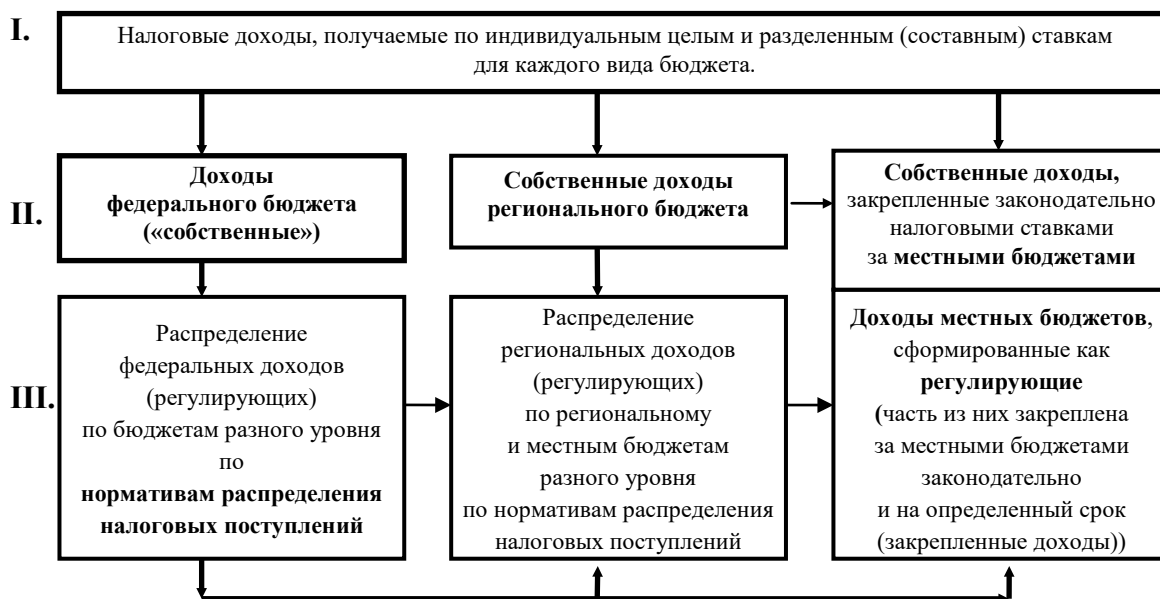 I.
Налоговые доходы, получаемые по индивидуальным целым и разделенным (составным) ставкам
для каждого вида бюджета.
II.
Доходы
федерального бюджета
(«собственные»)
Собственные доходы
регионального бюджета
Собственные доходы,
закрепленные законодательно
налоговыми ставками
за местными бюджетами
III.
Распределение
федеральных доходов
(регулирующих)
по бюджетам разного уровня
по
нормативам распределения
налоговых поступлений
Распределение
региональных доходов
(регулирующих)
по региональному
и местным бюджетам
разного уровня
по нормативам распределения
налоговых поступлений
Доходы местных бюджетов,
сформированные как
регулирующие
(часть из них закреплена
за местными бюджетами
законодательно
и на определенный срок
(закрепленные доходы))